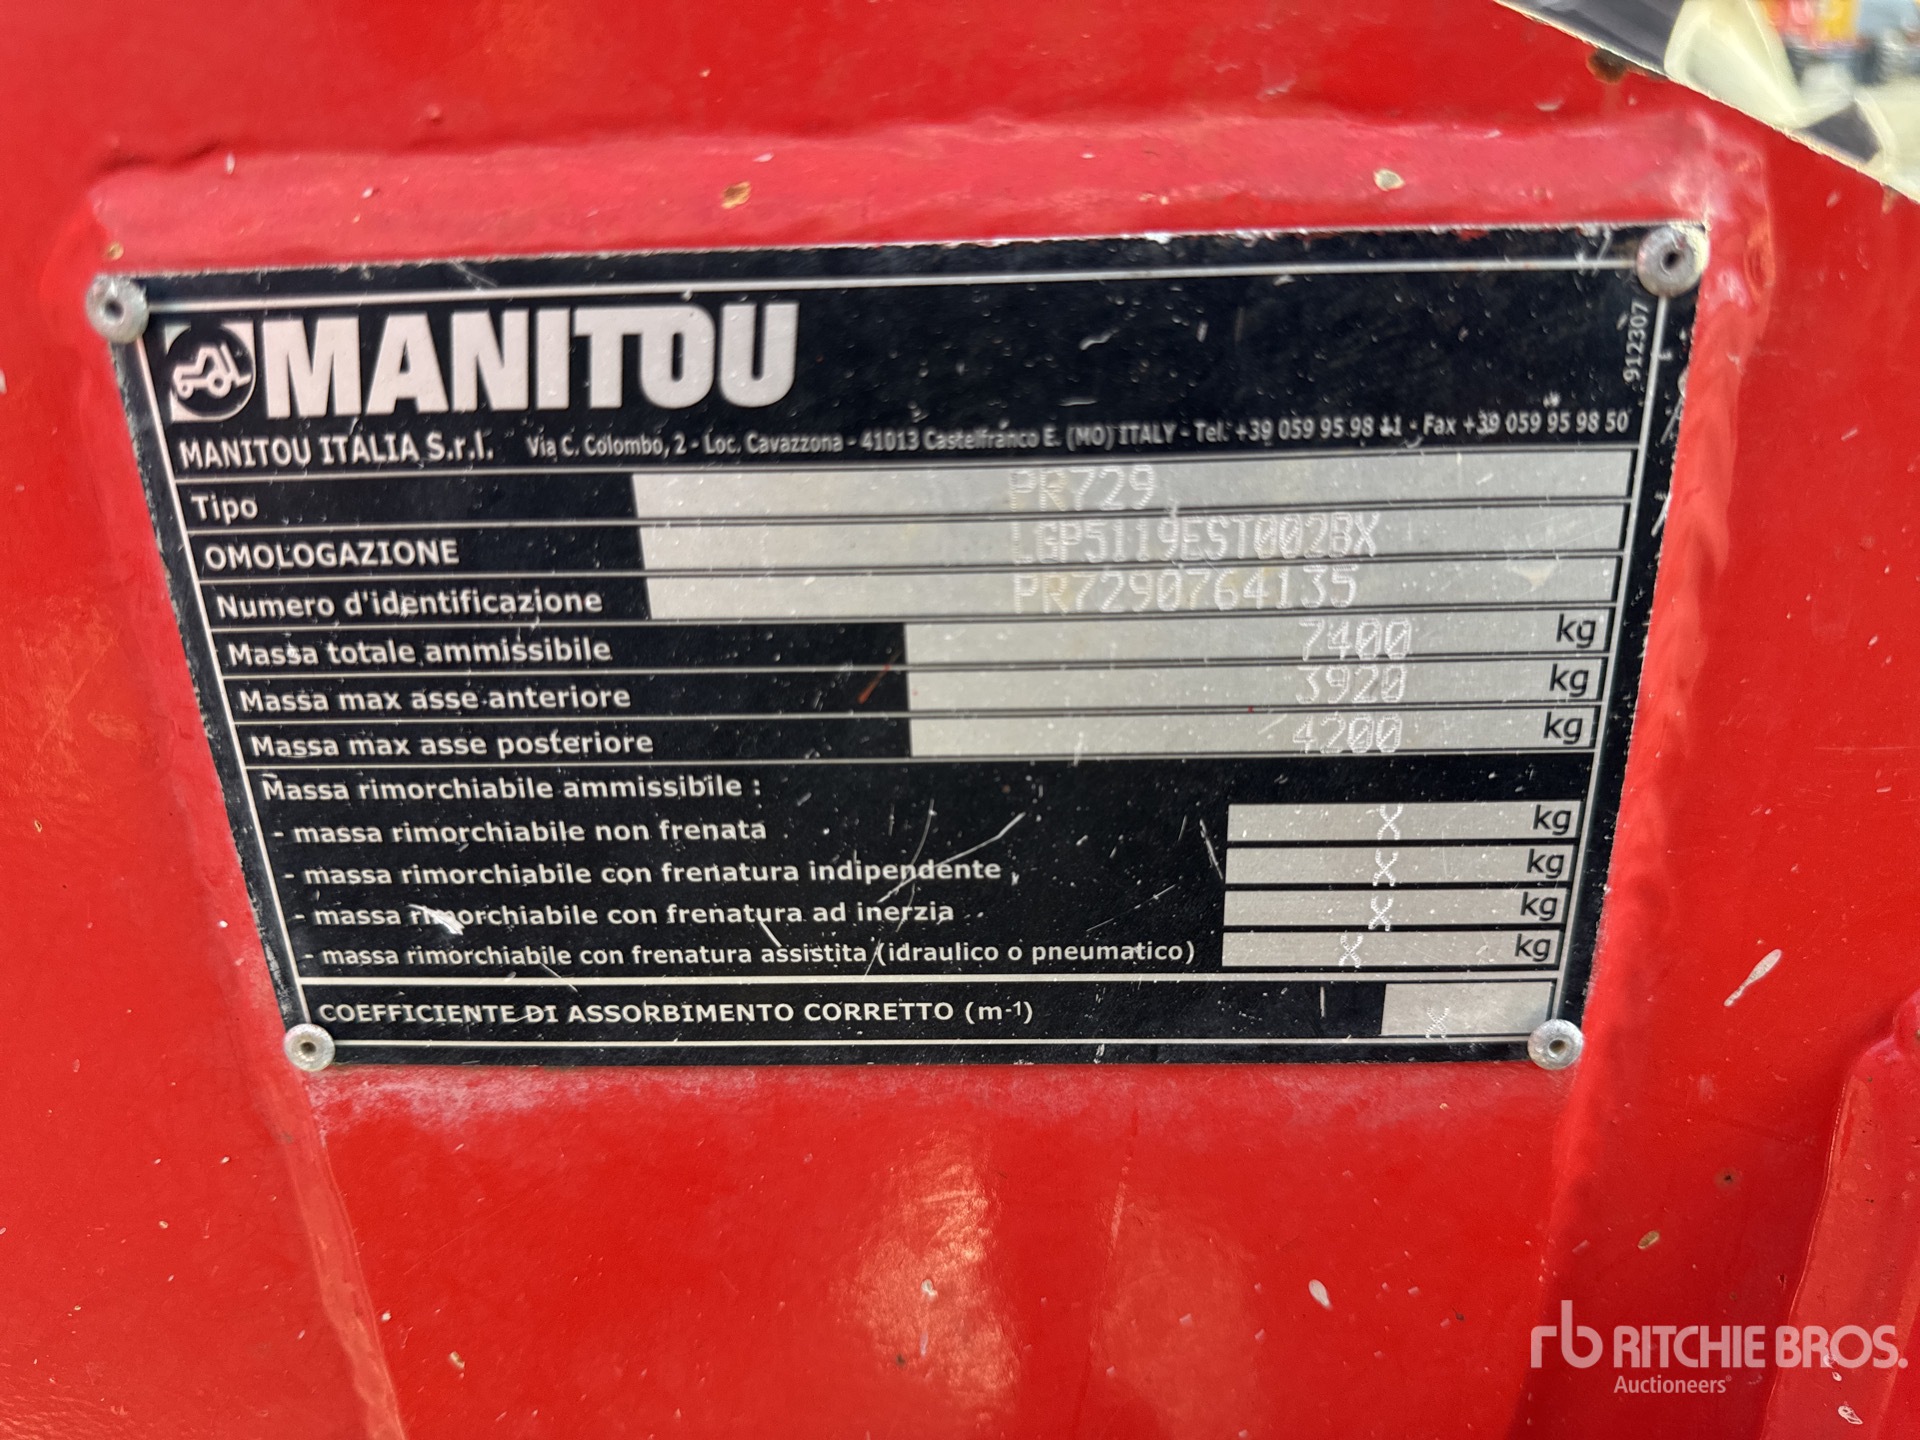 MANITOU
912307
MANITOU ITALIA S.r.l. Via C. Colombo, 2 - Loc. Cavazzona - 41013 Castelfranco E. (MO) ITALY - Tel. +39 059 95 98 11 - Fax +39 059 95 98 50
Tipo PR729
OMOLOGAZIONE LGP5119EST002BX
Numero d'identificazione PR7290764135
Massa totale ammissibile 7400 kg
Massa max asse anteriore 3920 kg
Massa max asse posteriore 4200 kg
Massa rimorchiabile ammissibile :
- massa rimorchiabile non frenata X kg
- massa rimorchiabile con frenatura indipendente X kg
- massa rimorchiabile con frenatura ad inerzia X kg
- massa rimorchiabile con frenatura assistita (idraulico o pneumatico) X kg
COEFFICIENTE DI ASSORBIMENTO CORRETTO (m-1) X
rb RITCHIE BROS.
Auctioneers